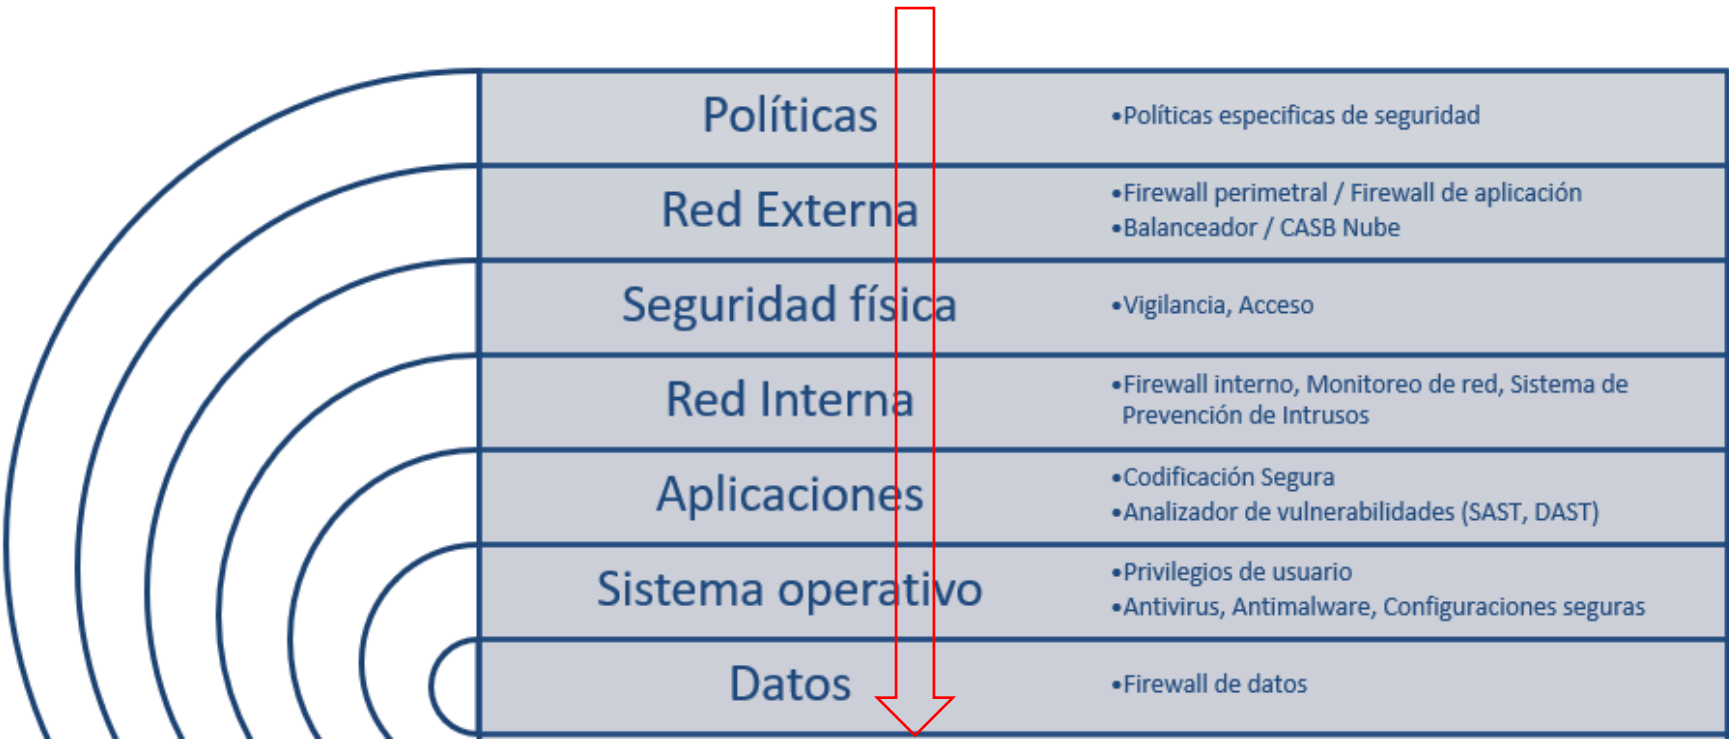 Políticas
•Políticas especificas de seguridad
Red Externa
•Firewall perimetral / Firewall de aplicación
•Balanceador / CASB Nube
Seguridad física
•Vigilancia, Acceso
Red Interna
•Firewall interno, Monitoreo de red, Sistema de
Prevención de Intrusos
Aplicaciones
•Codificación Segura
•Analizador de vulnerabilidades (SAST, DAST)
Sistema operativo
•Privilegios de usuario
•Antivirus, Antimalware, Configuraciones seguras
Datos
•Firewall de datos